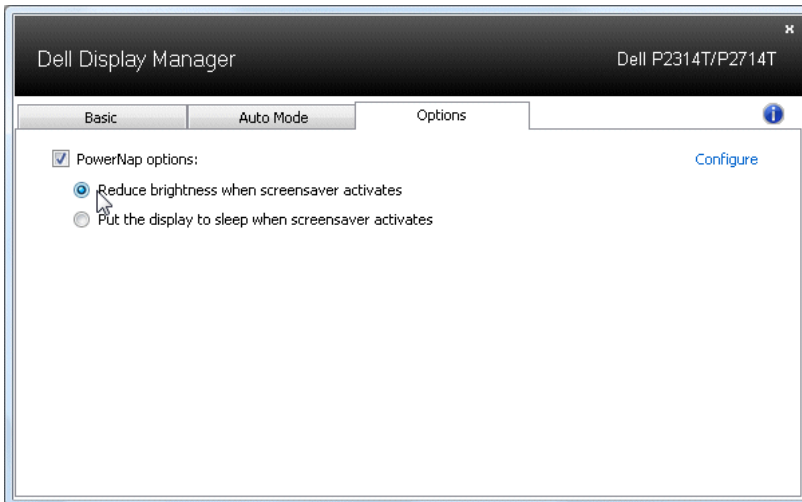 x
Dell Display Manager
Dell P2314T/P2714T
Basic
Auto Mode
Options
PowerNap options:
Configure
Reduce brightness when screensaver activates
Put the display to sleep when screensaver activates